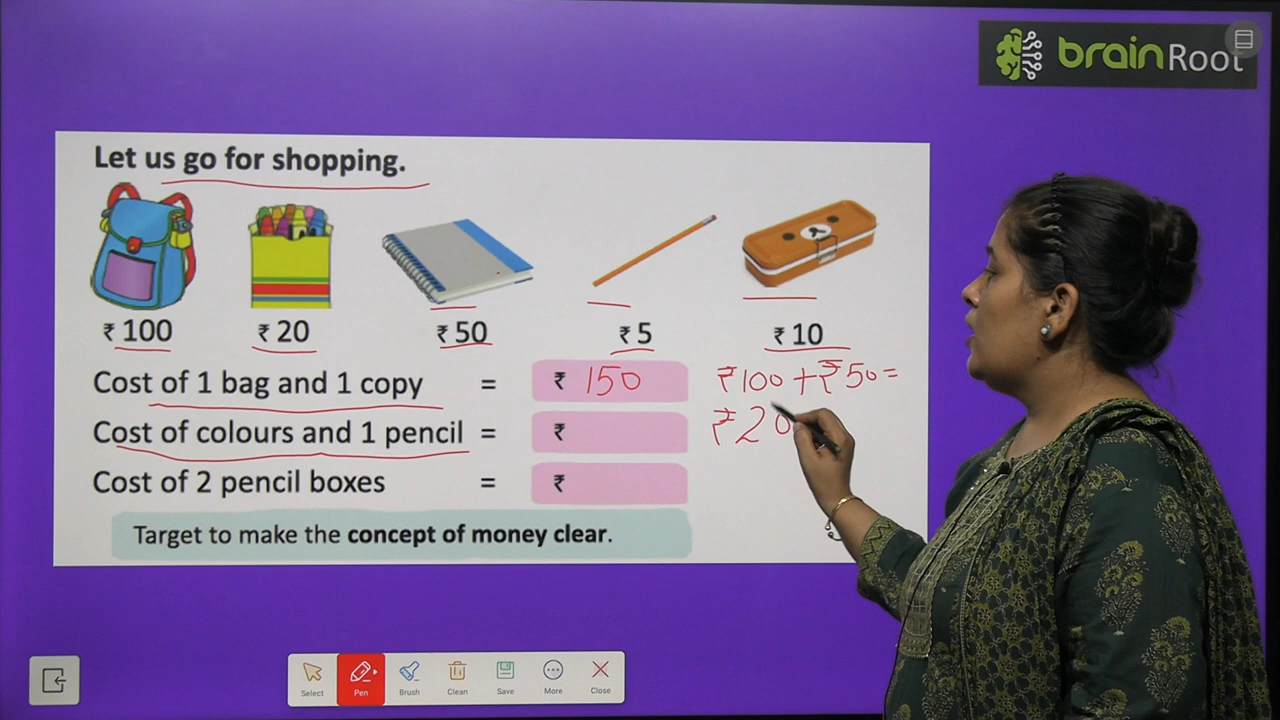 brainRoot
Let us go for shopping.
₹ 100 ₹ 20 ₹ 50 ₹ 5 ₹ 10
Cost of 1 bag and 1 copy = ₹ 150 ₹100+₹50=
Cost of colours and 1 pencil = ₹ ₹20
Cost of 2 pencil boxes = ₹
Target to make the concept of money clear.
Select Pen Brush Clean Save More Close